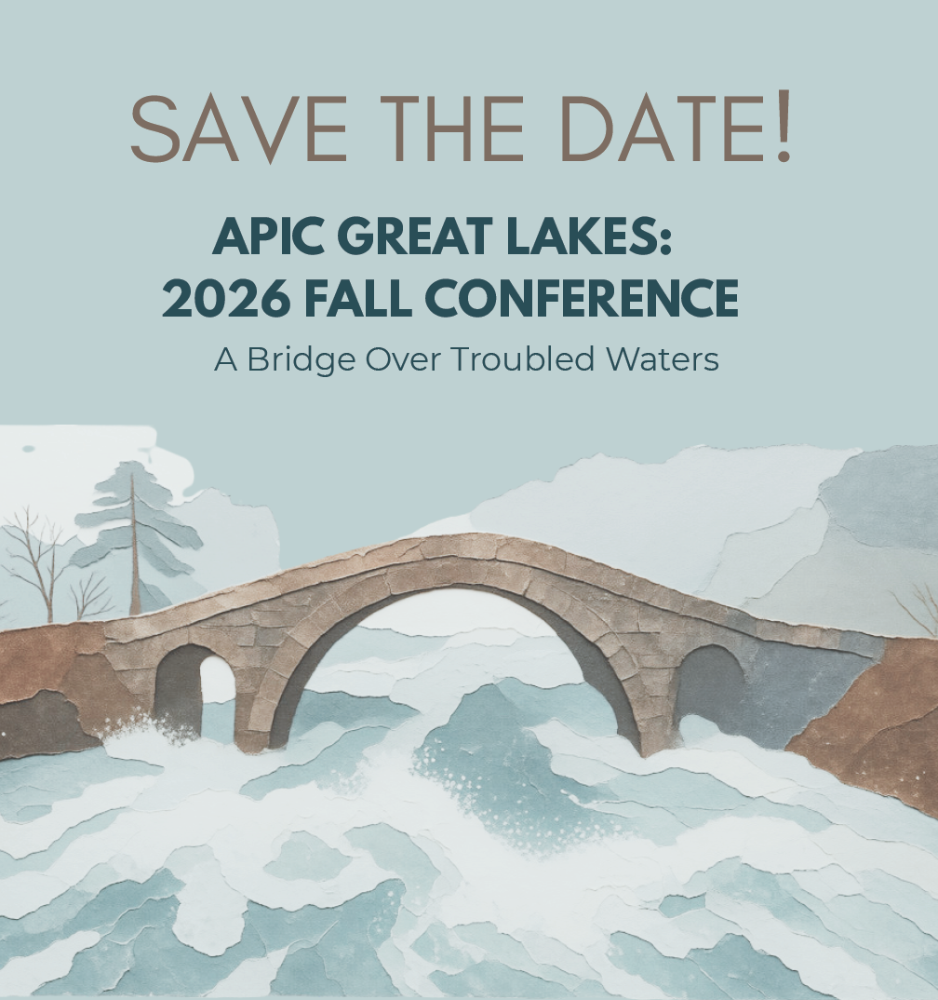 SAVE THE DATE!
APIC GREAT LAKES:
2026 FALL CONFERENCE
A Bridge Over Troubled Waters